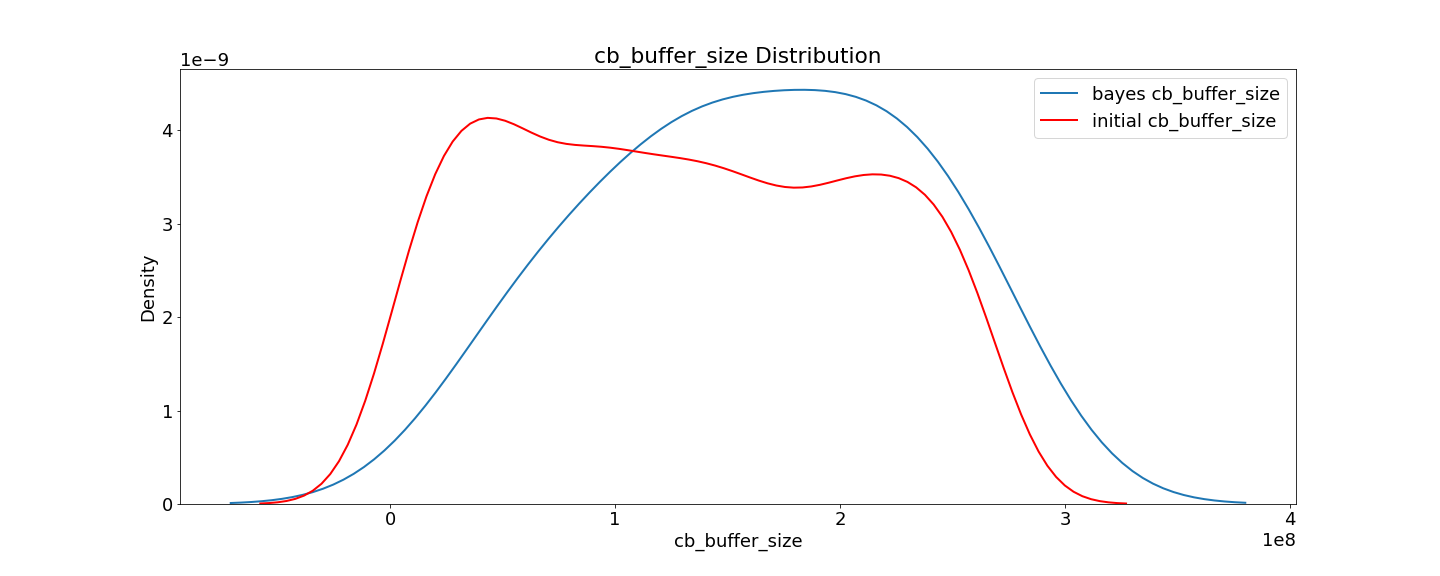 cb_buffer_size Distribution
1e−9
bayes cb_buffer_size
initial cb_buffer_size
4
3
2
1
0
Density
0
1
2
3
4
1e8
cb_buffer_size